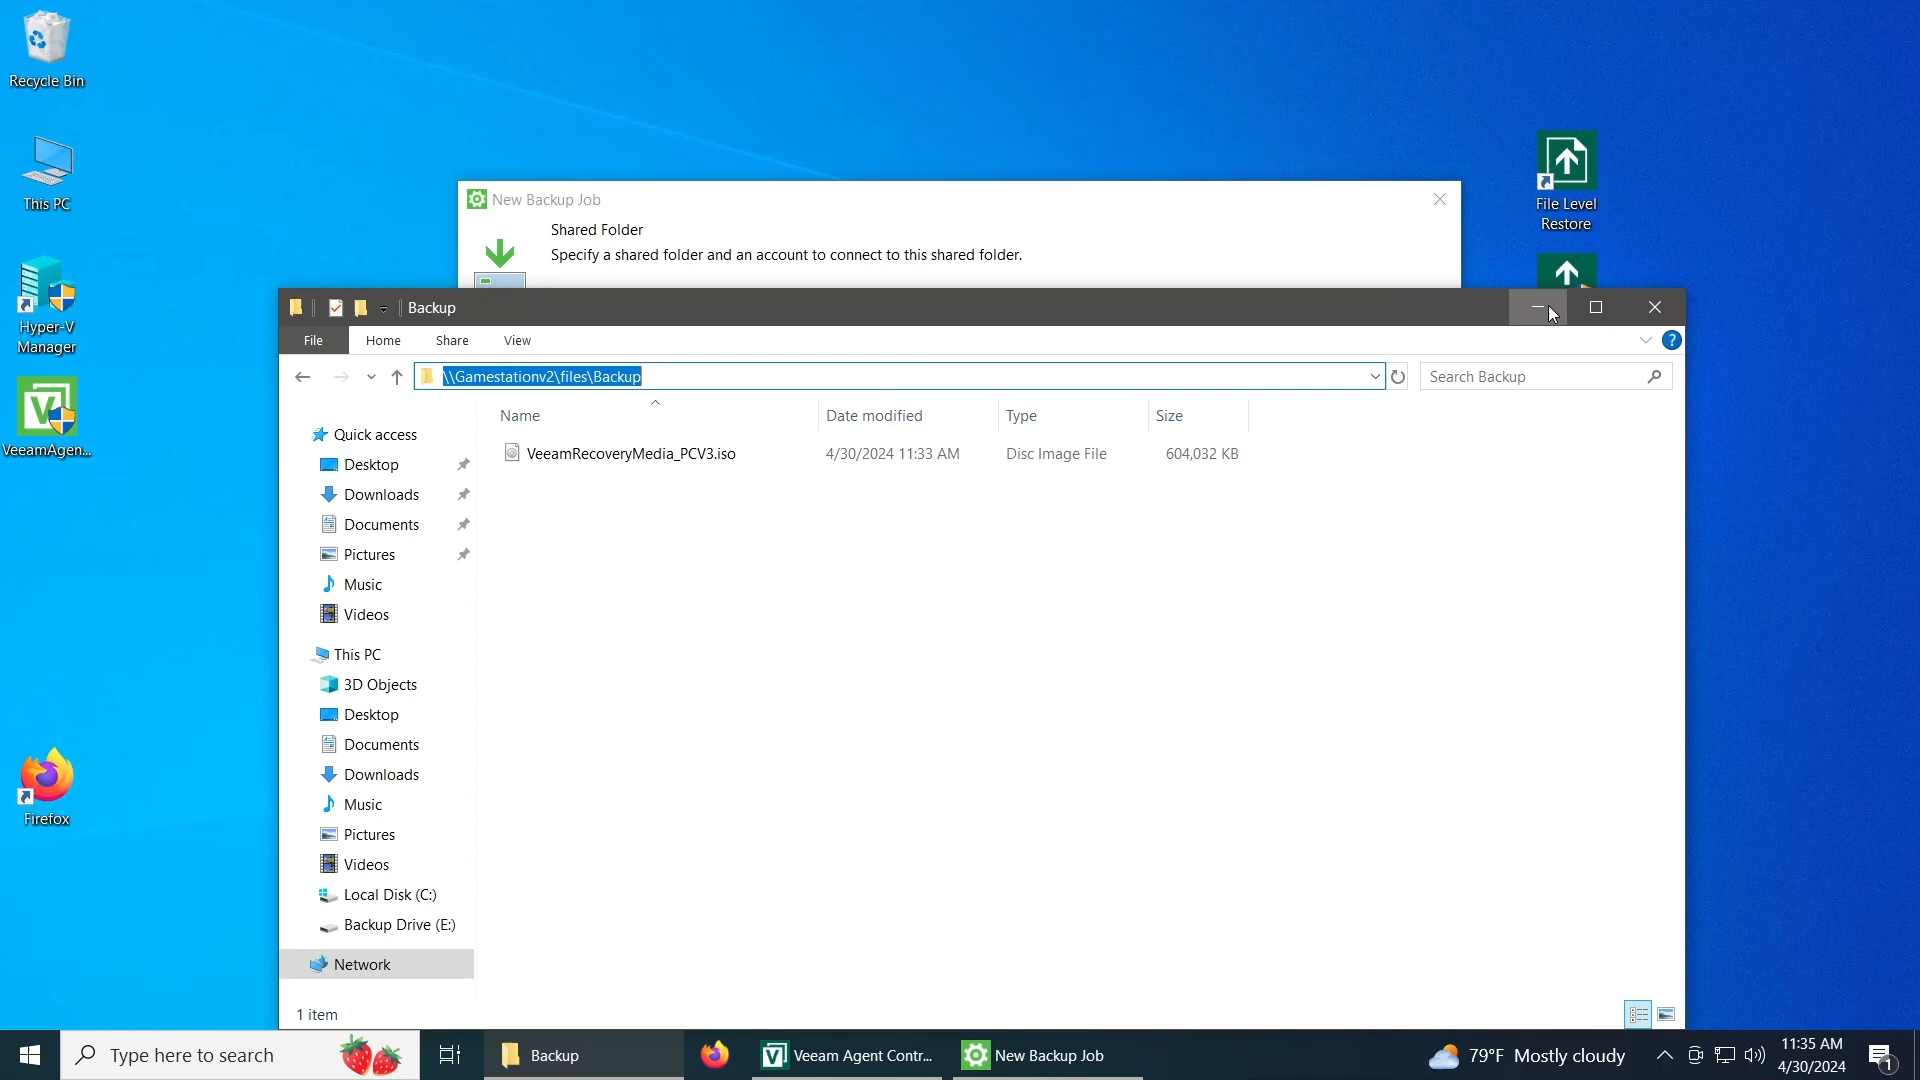 Recycle Bin
This PC
Hyper-V
Manager
VeeamAgen...
Firefox
File Level
Restore
New Backup Job
Shared Folder
Specify a shared folder and an account to connect to this shared folder.
Backup
File
Home
Share
View
?
\\Gamestationv2\files\Backup
Search Backup
Name
Date modified
Type
Size
VeeamRecoveryMedia_PCV3.iso
4/30/2024 11:33 AM
Disc Image File
604,032 KB
Quick access
Desktop
Downloads
Documents
Pictures
Music
Videos
This PC
3D Objects
Desktop
Documents
Downloads
Music
Pictures
Videos
Local Disk (C:)
Backup Drive (E:)
Network
1 item
Type here to search
Backup
Veeam Agent Contr...
New Backup Job
79°F Mostly cloudy
11:35 AM
4/30/2024
1